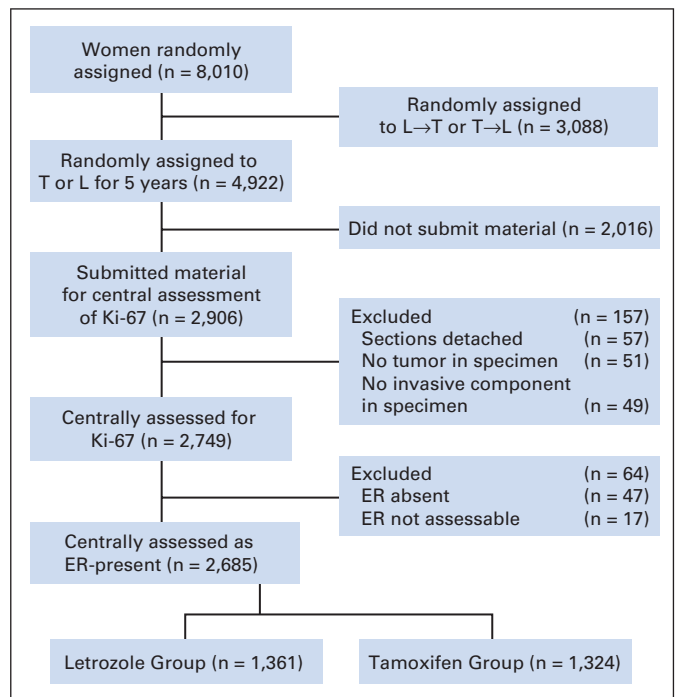 Women randomly
assigned (n = 8,010)
Randomly assigned
to L→T or T→L (n = 3,088)
Randomly assigned to
T or L for 5 years (n = 4,922)
Did not submit material (n = 2,016)
Submitted material
for central assessment
of Ki-67 (n = 2,906)
Excluded (n = 157)
Sections detached (n = 57)
No tumor in specimen (n = 51)
No invasive component
in specimen (n = 49)
Centrally assessed for
Ki-67 (n = 2,749)
Excluded (n = 64)
ER absent (n = 47)
ER not assessable (n = 17)
Centrally assessed as
ER-present (n = 2,685)
Letrozole Group (n = 1,361)
Tamoxifen Group (n = 1,324)